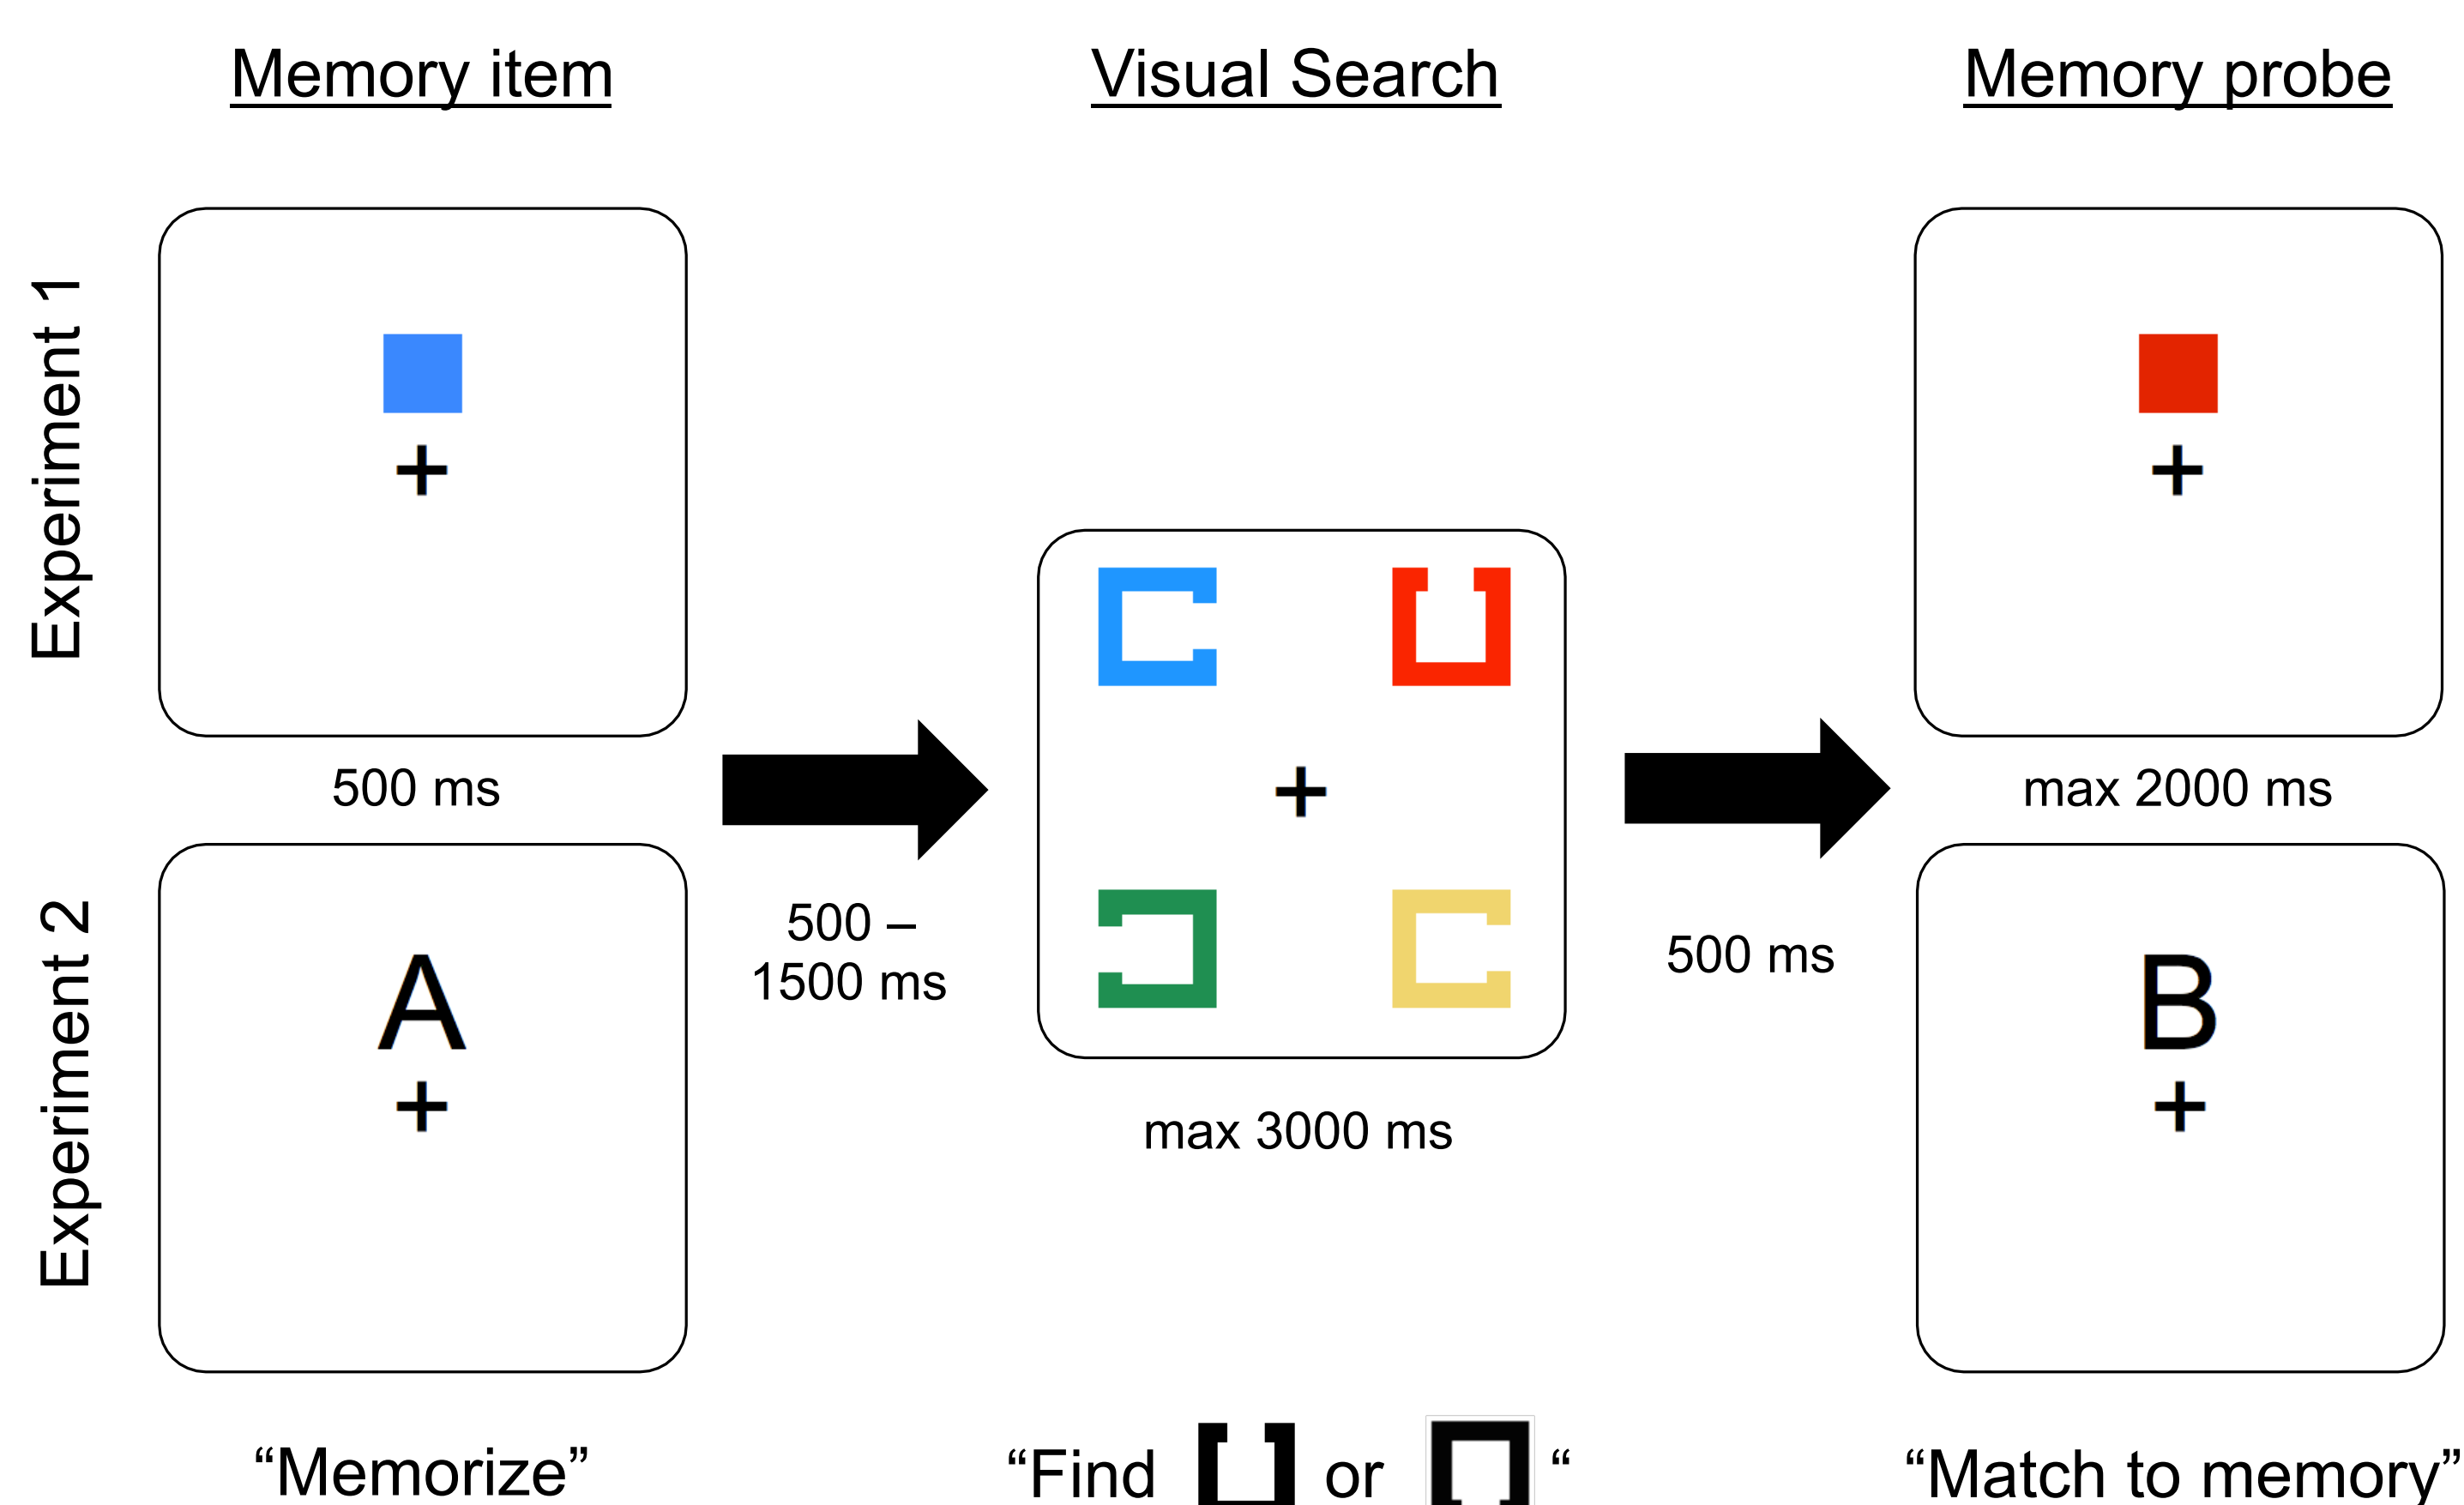 Memory item
Visual Search
Memory probe
Experiment 1
500 ms
max 2000 ms
Experiment 2
A
500 –
1500 ms
max 3000 ms
500 ms
B
“Memorize”
“Find or “
“Match to memory”